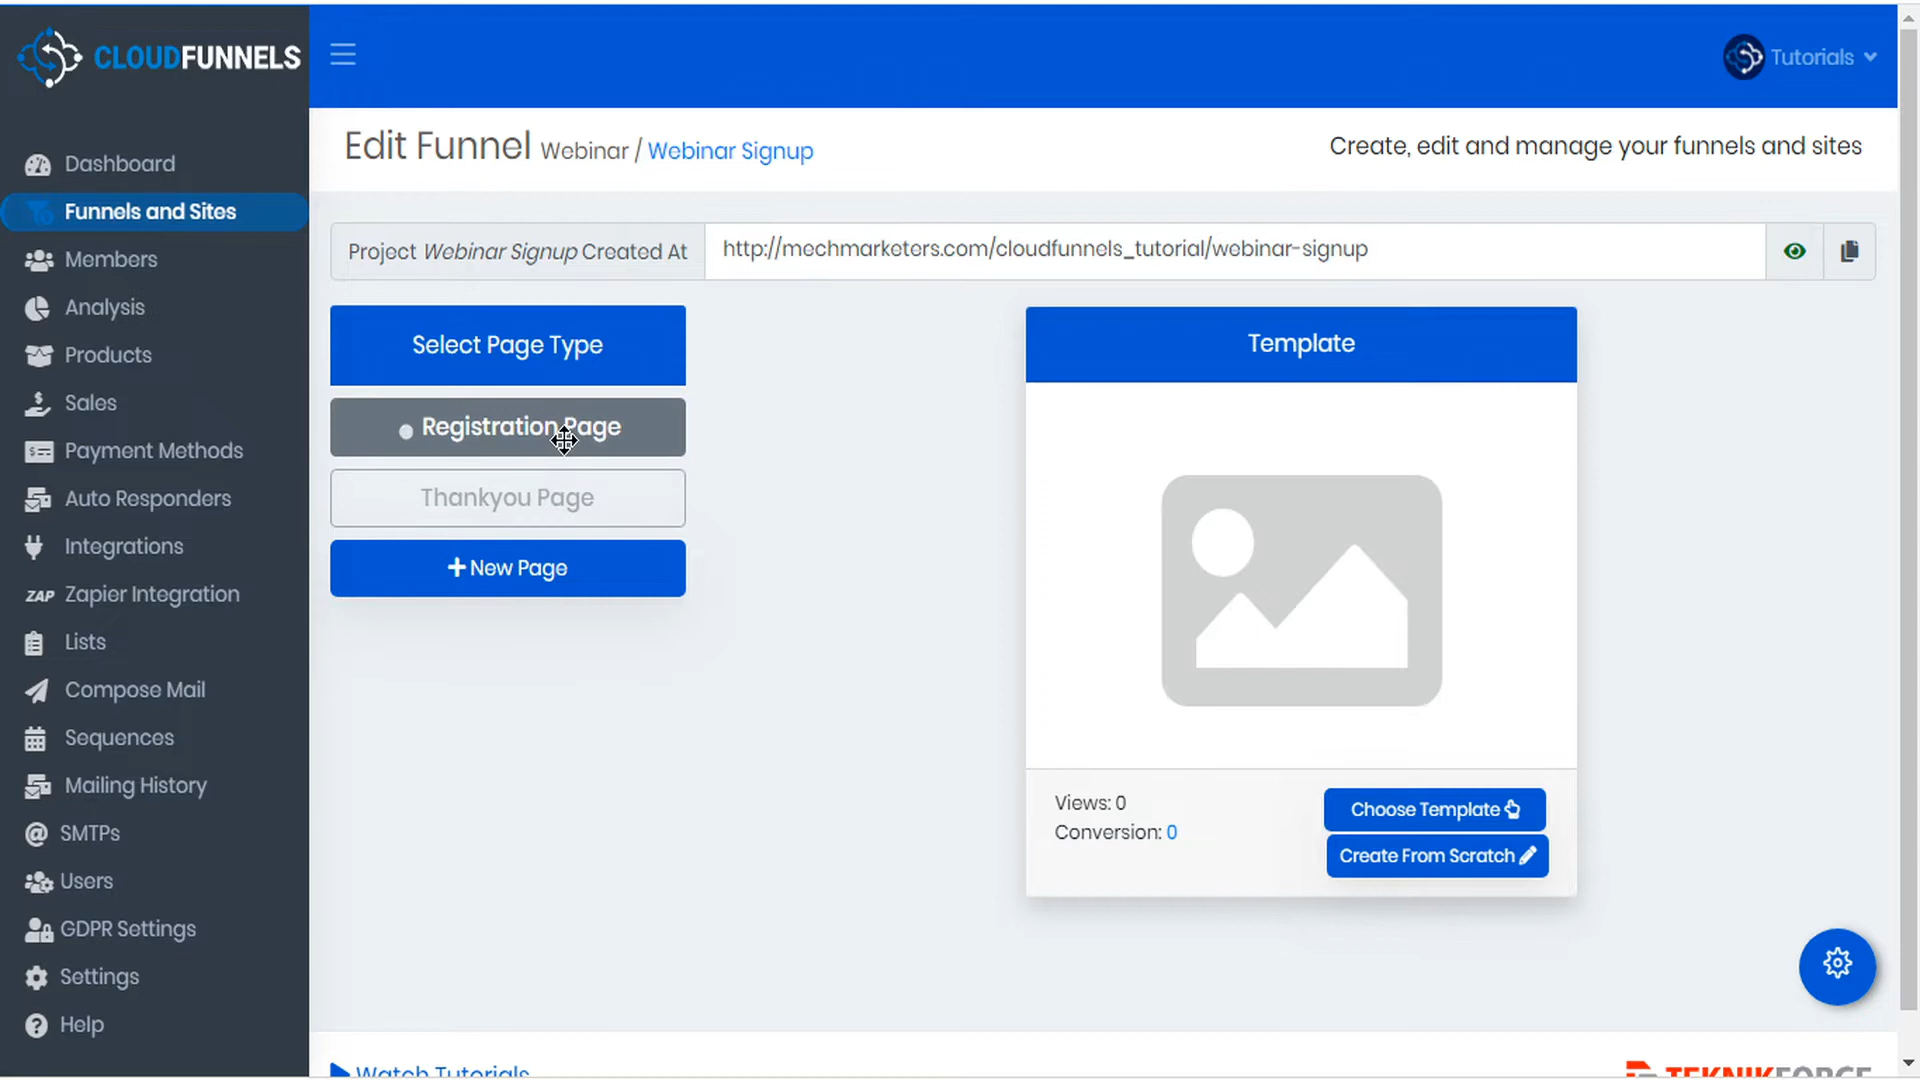 CLOUDFUNNELS
Tutorials
Dashboard
Funnels and Sites
Members
Analysis
Products
Sales
Payment Methods
Auto Responders
Integrations
ZAP Zapier Integration
Lists
Compose Mail
Sequences
Mailing History
SMTPs
Users
GDPR Settings
Settings
Help
Edit Funnel Webinar / Webinar Signup
Create, edit and manage your funnels and sites
Project Webinar Signup Created At
http://mechmarketers.com/cloudfunnels_tutorial/webinar-signup
Select Page Type
Registration Page
Thankyou Page
+ New Page
Template
Views: 0
Conversion: 0
Choose Template
Create From Scratch
Watch Tutorials
TEKNIKFORCE